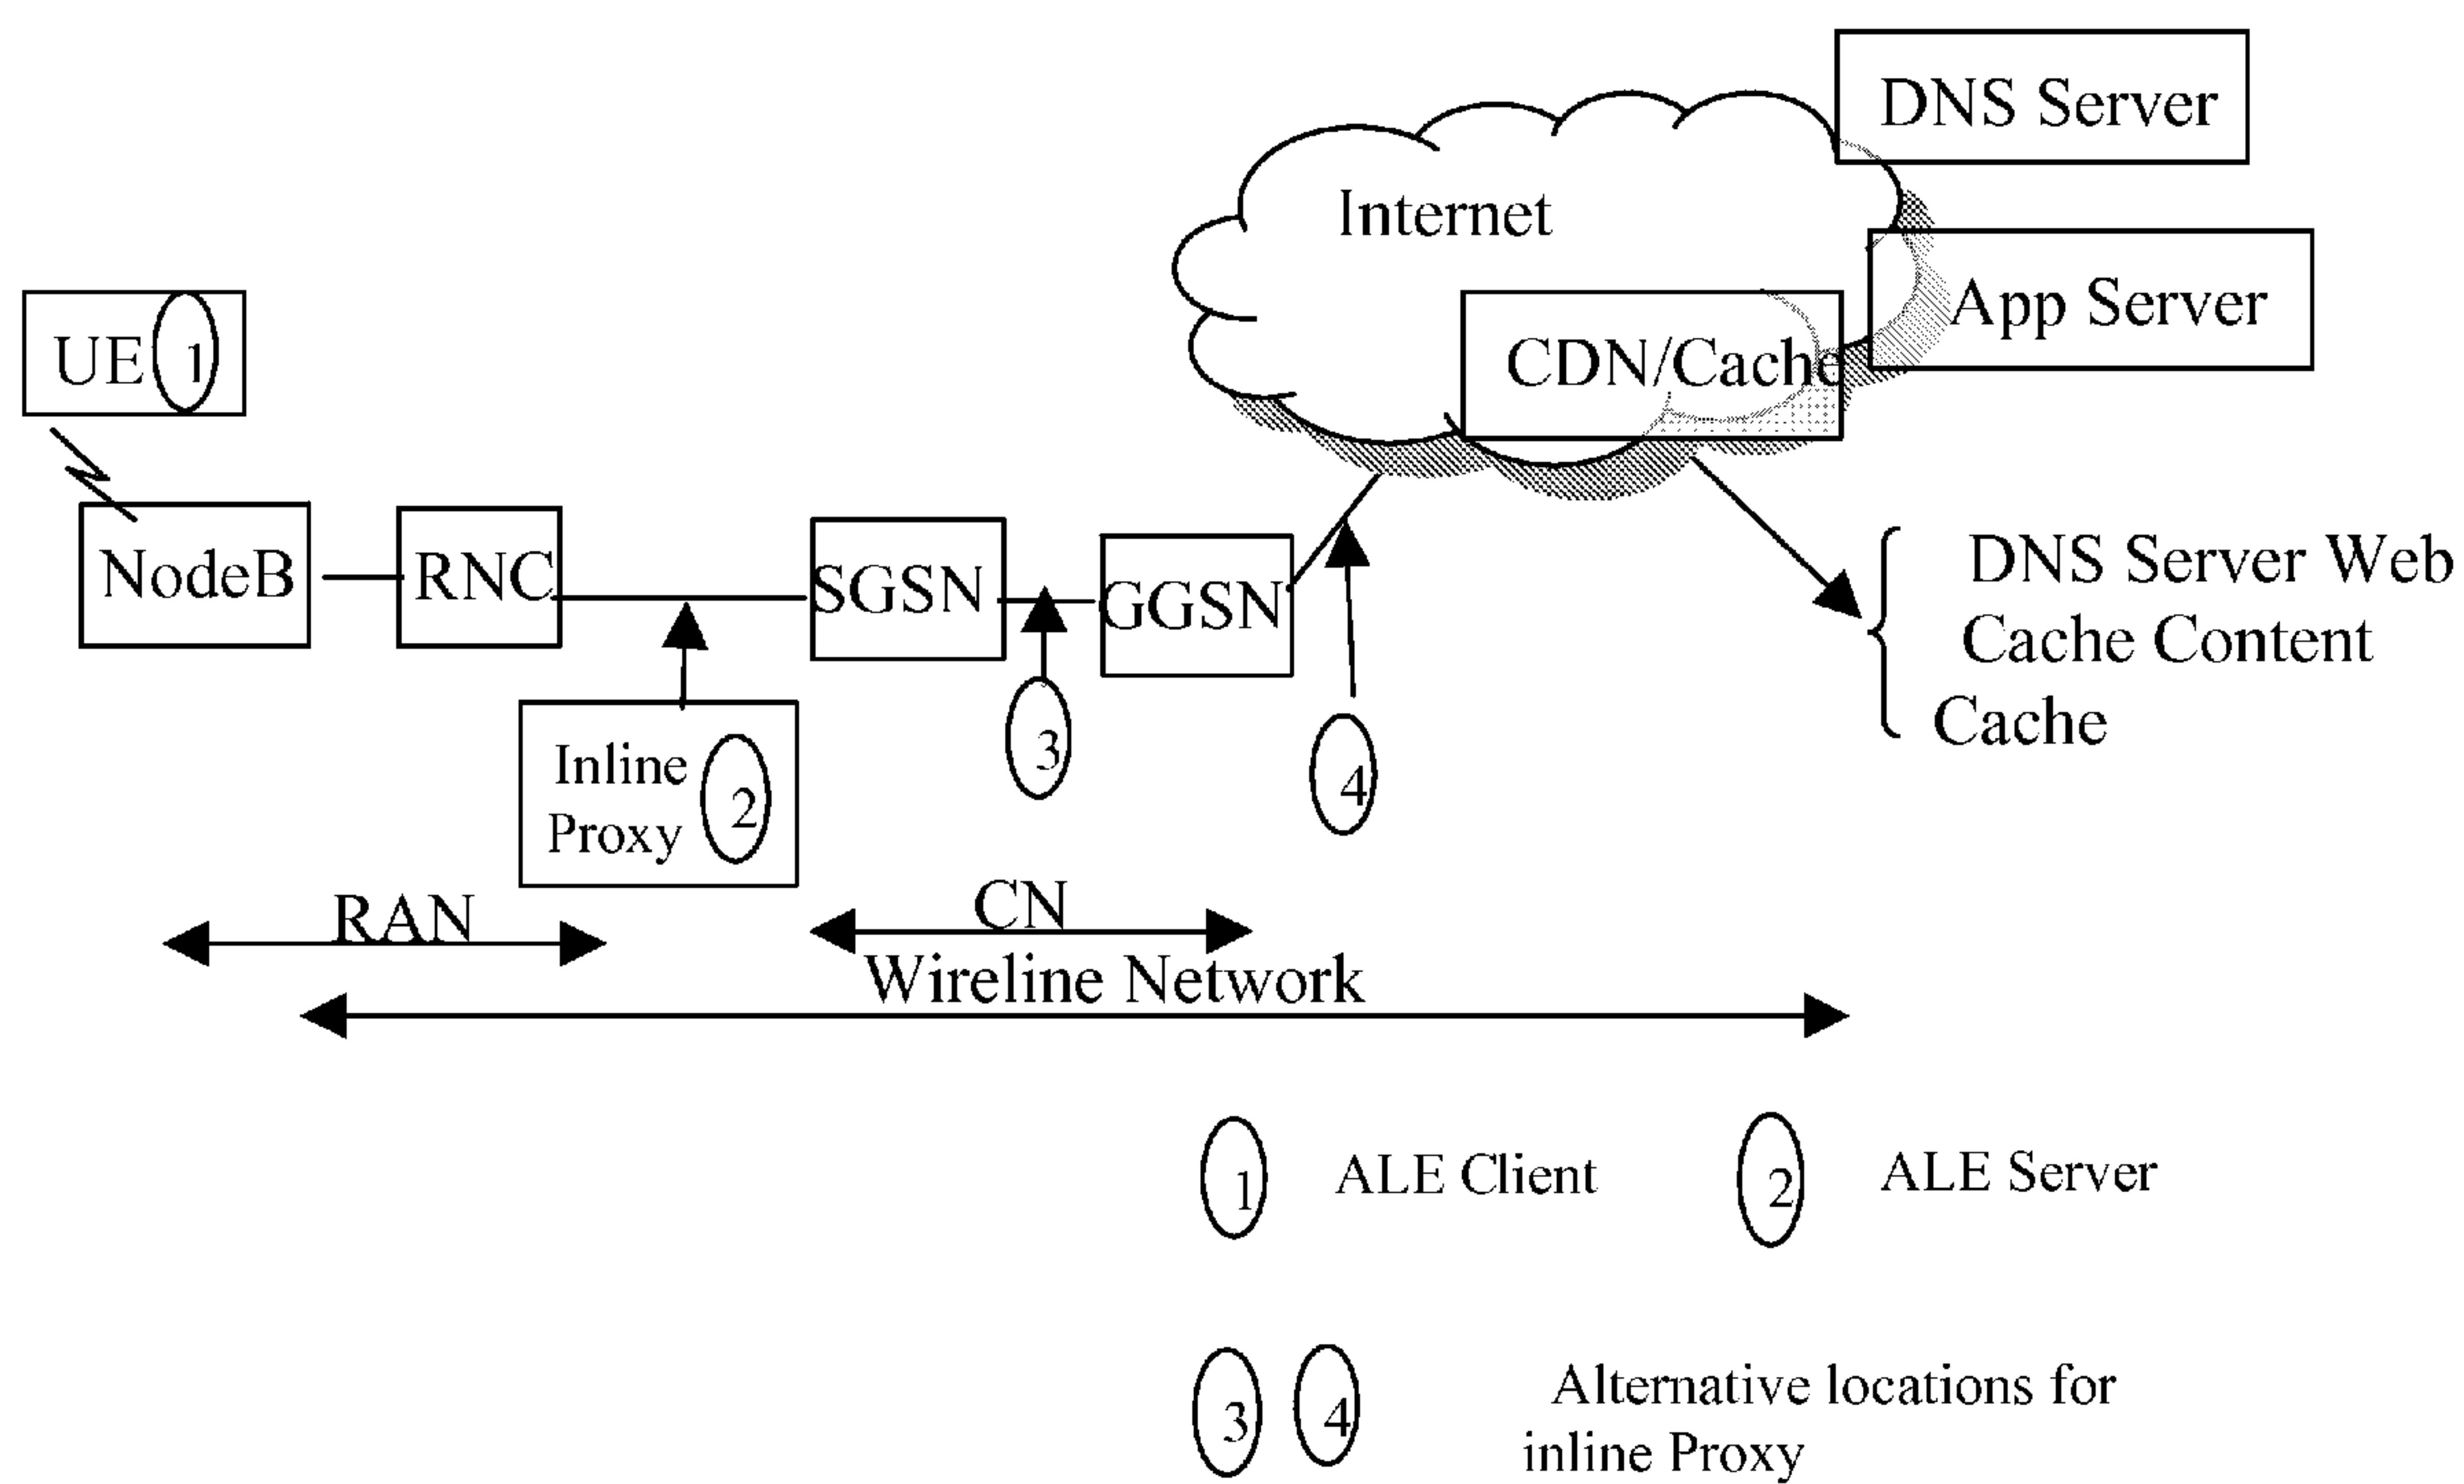 DNS Server
Internet
App Server
UE 1
CDN/Cache
NodeB
RNC
SGSN
GGSN
DNS Server Web
Cache Content
Cache
Inline
Proxy
2
3
4
RAN
CN
Wireline Network
1 ALE Client
2 ALE Server
3 4 Alternative locations for
inline Proxy